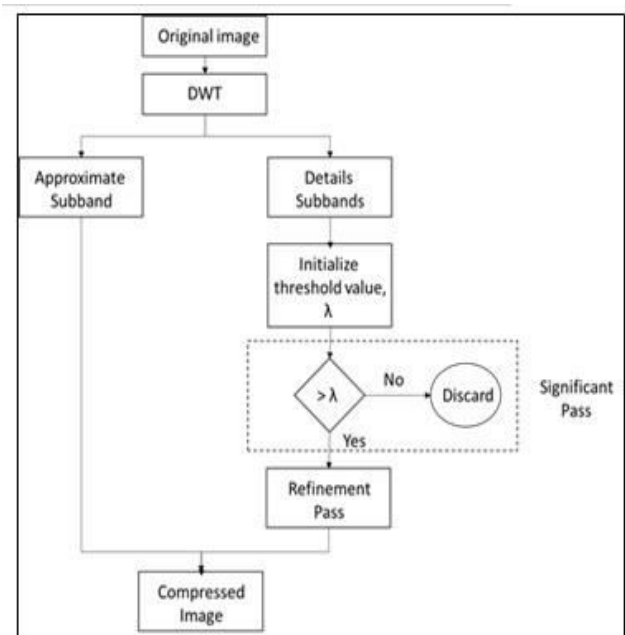 Original image
DWT
Approximate
Subband
Details
Subbands
Initialize
threshold value,
λ
> λ
No
Discard
Significant
Pass
Yes
Refinement
Pass
Compressed
Image